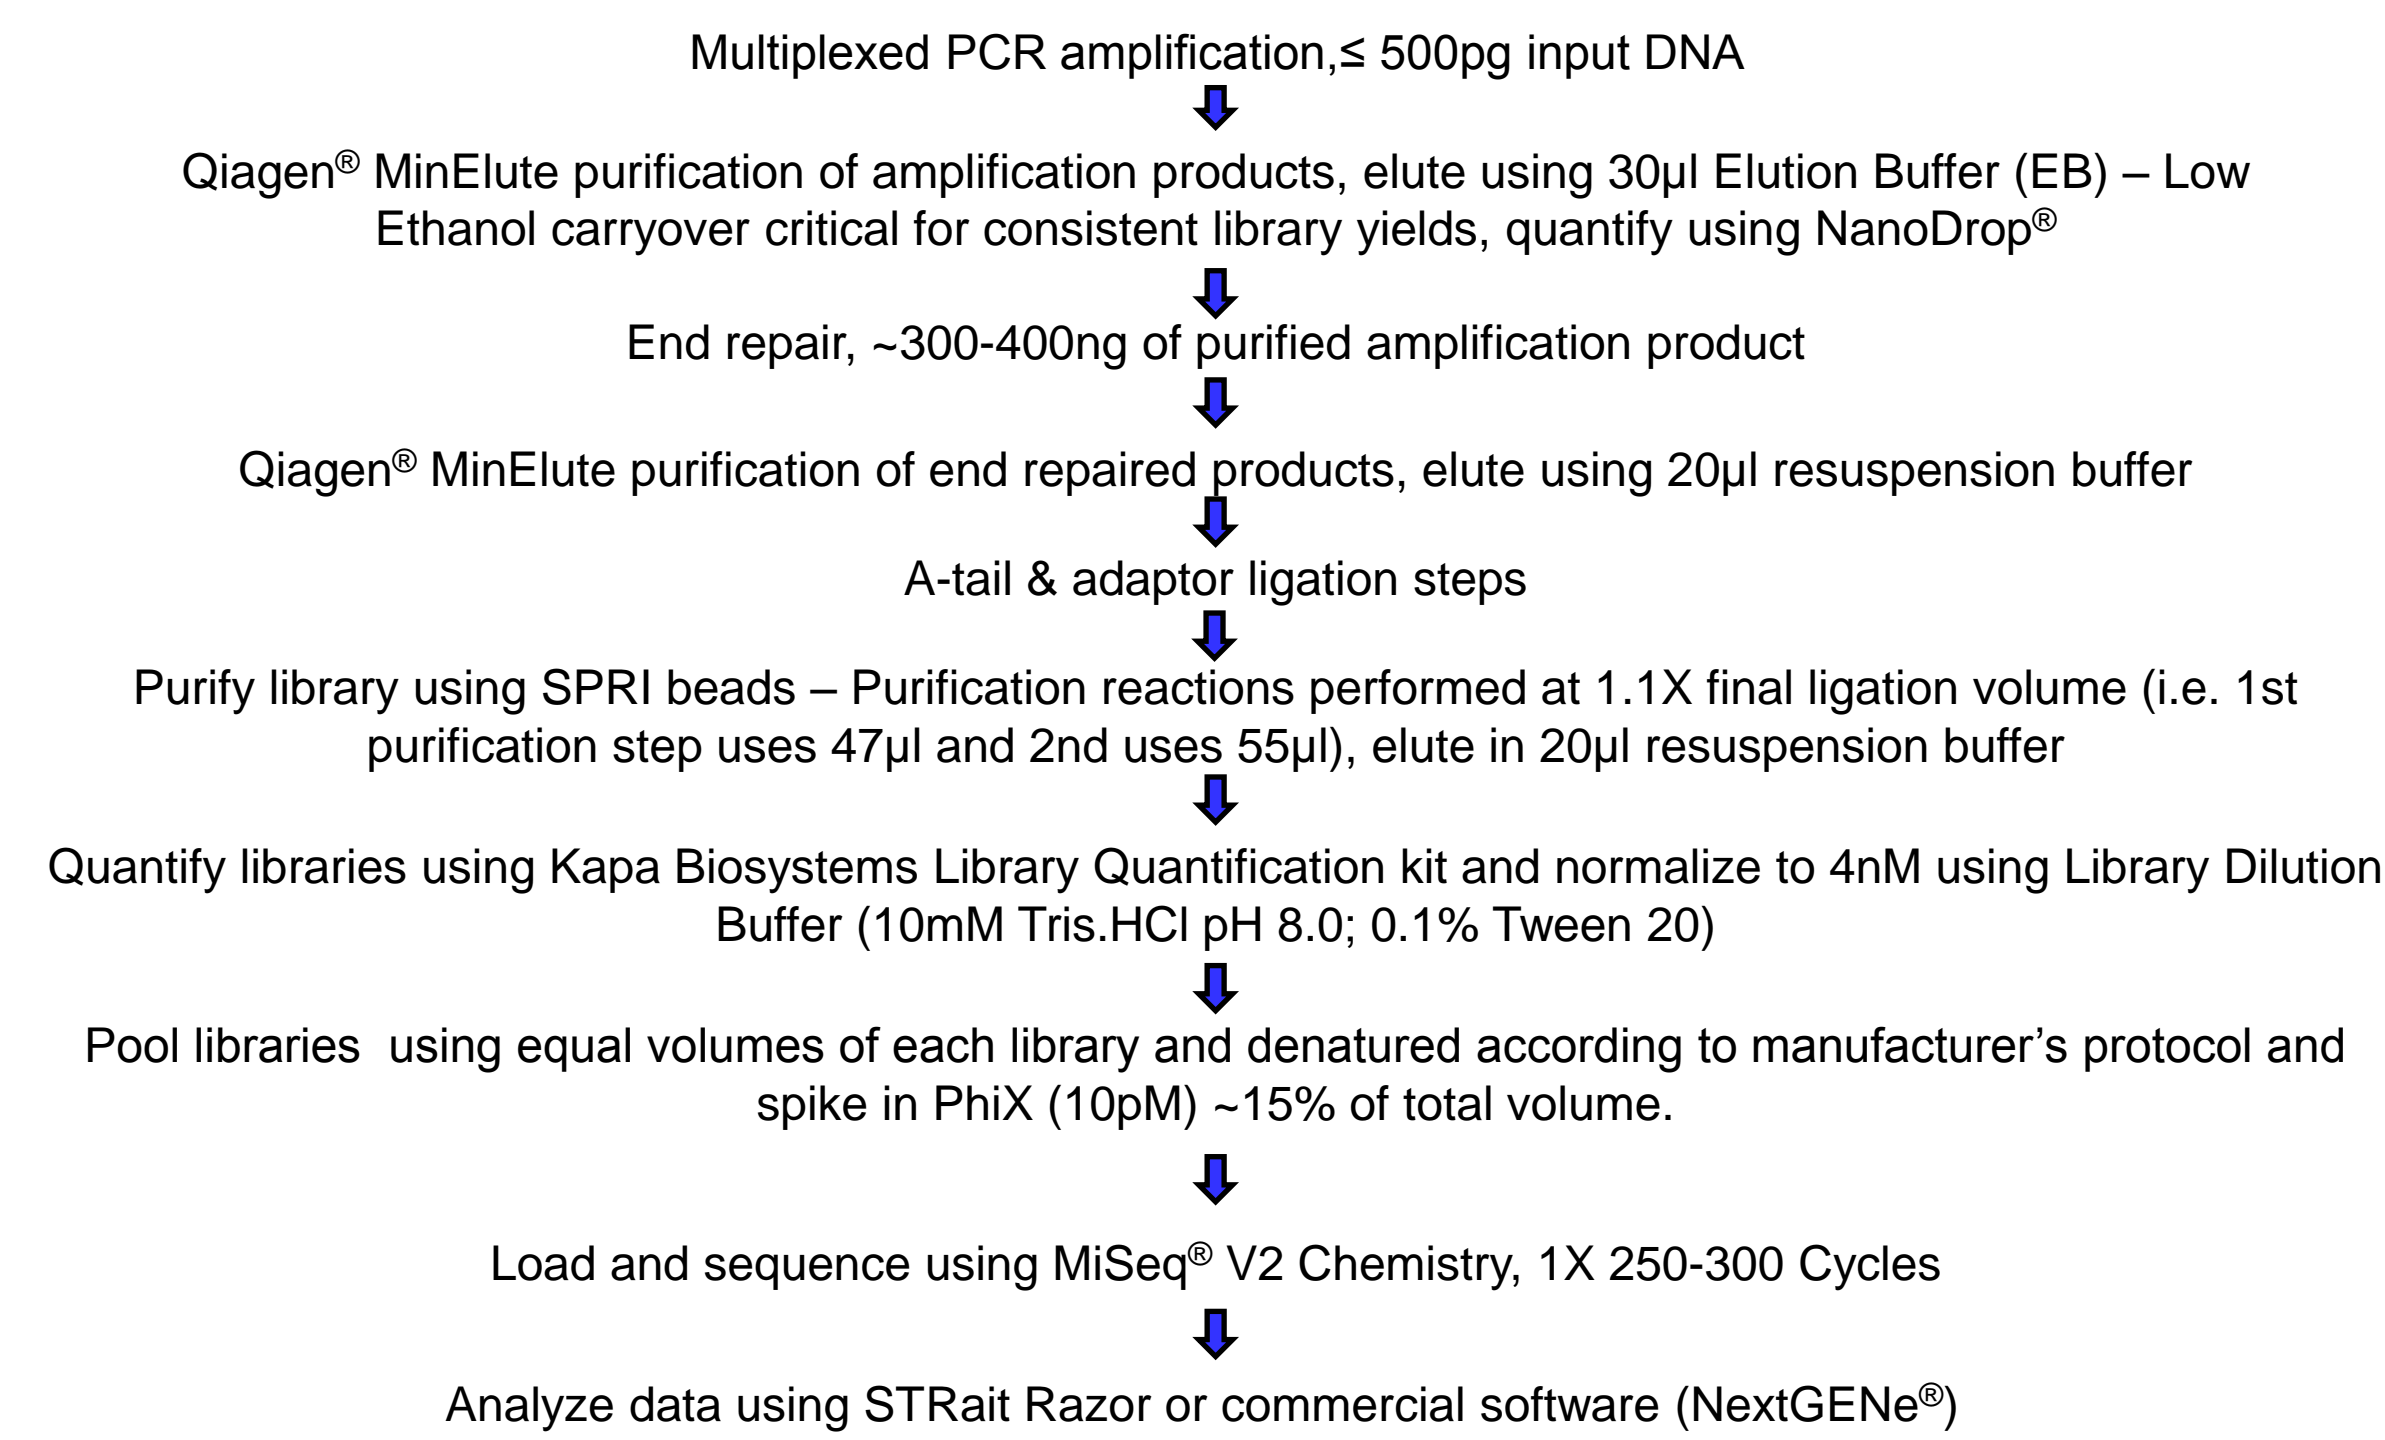 Multiplexed PCR amplification,≤ 500pg input DNA
Qiagen® MinElute purification of amplification products, elute using 30µl Elution Buffer (EB) – Low
Ethanol carryover critical for consistent library yields, quantify using NanoDrop®
End repair, ~300-400ng of purified amplification product
Qiagen® MinElute purification of end repaired products, elute using 20µl resuspension buffer
A-tail & adaptor ligation steps
Purify library using SPRI beads – Purification reactions performed at 1.1X final ligation volume (i.e. 1st
purification step uses 47µl and 2nd uses 55µl), elute in 20µl resuspension buffer
Quantify libraries using Kapa Biosystems Library Quantification kit and normalize to 4nM using Library Dilution
Buffer (10mM Tris.HCl pH 8.0; 0.1% Tween 20)
Pool libraries  using equal volumes of each library and denatured according to manufacturer’s protocol and
spike in PhiX (10pM) ~15% of total volume.
Load and sequence using MiSeq® V2 Chemistry, 1X 250-300 Cycles
Analyze data using STRait Razor or commercial software (NextGENe®)